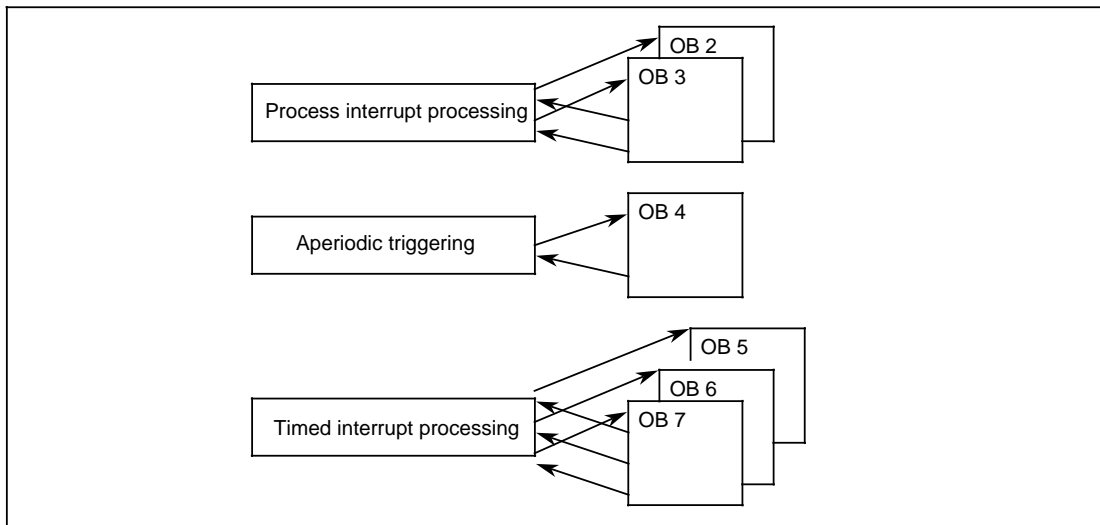 OB 2
OB 3
Process interrupt processing
OB 4
Aperiodic triggering
OB 5
OB 6
OB 7
Timed interrupt processing